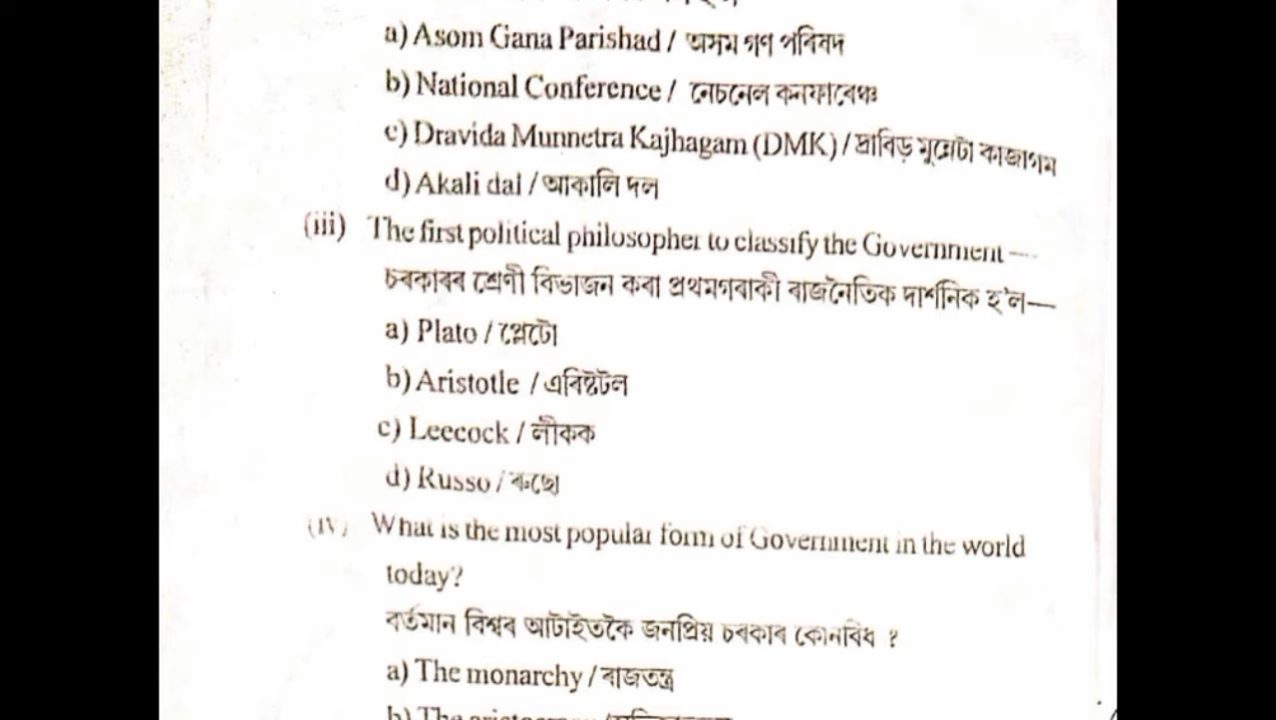 a) Asom Gana Parishad / অসম গণ পৰিষদ
b) National Conference / নেচনেল কনফাৰেঞ্চ
c) Dravida Munnetra Kajhagam (DMK) / দ্ৰাবিড় মুন্নেট্ৰা কাজাগম
d) Akali dal / আকালি দল
(iii) The first political philosopher to classify the Government —
চৰকাৰৰ শ্ৰেণী বিভাজন কৰা প্ৰথমগৰাকী ৰাজনৈতিক দাৰ্শনিক হ'ল—
a) Plato / প্লেটো
b) Aristotle / এৰিষ্টটল
c) Leecock / লীকক
d) Russo / ৰুছো
(iv) What is the most popular form of Government in the world
today?
বৰ্তমান বিশ্বৰ আটাইতকৈ জনপ্ৰিয় চৰকাৰ কোনবিধ ?
a) The monarchy / ৰাজতন্ত্ৰ
b) The